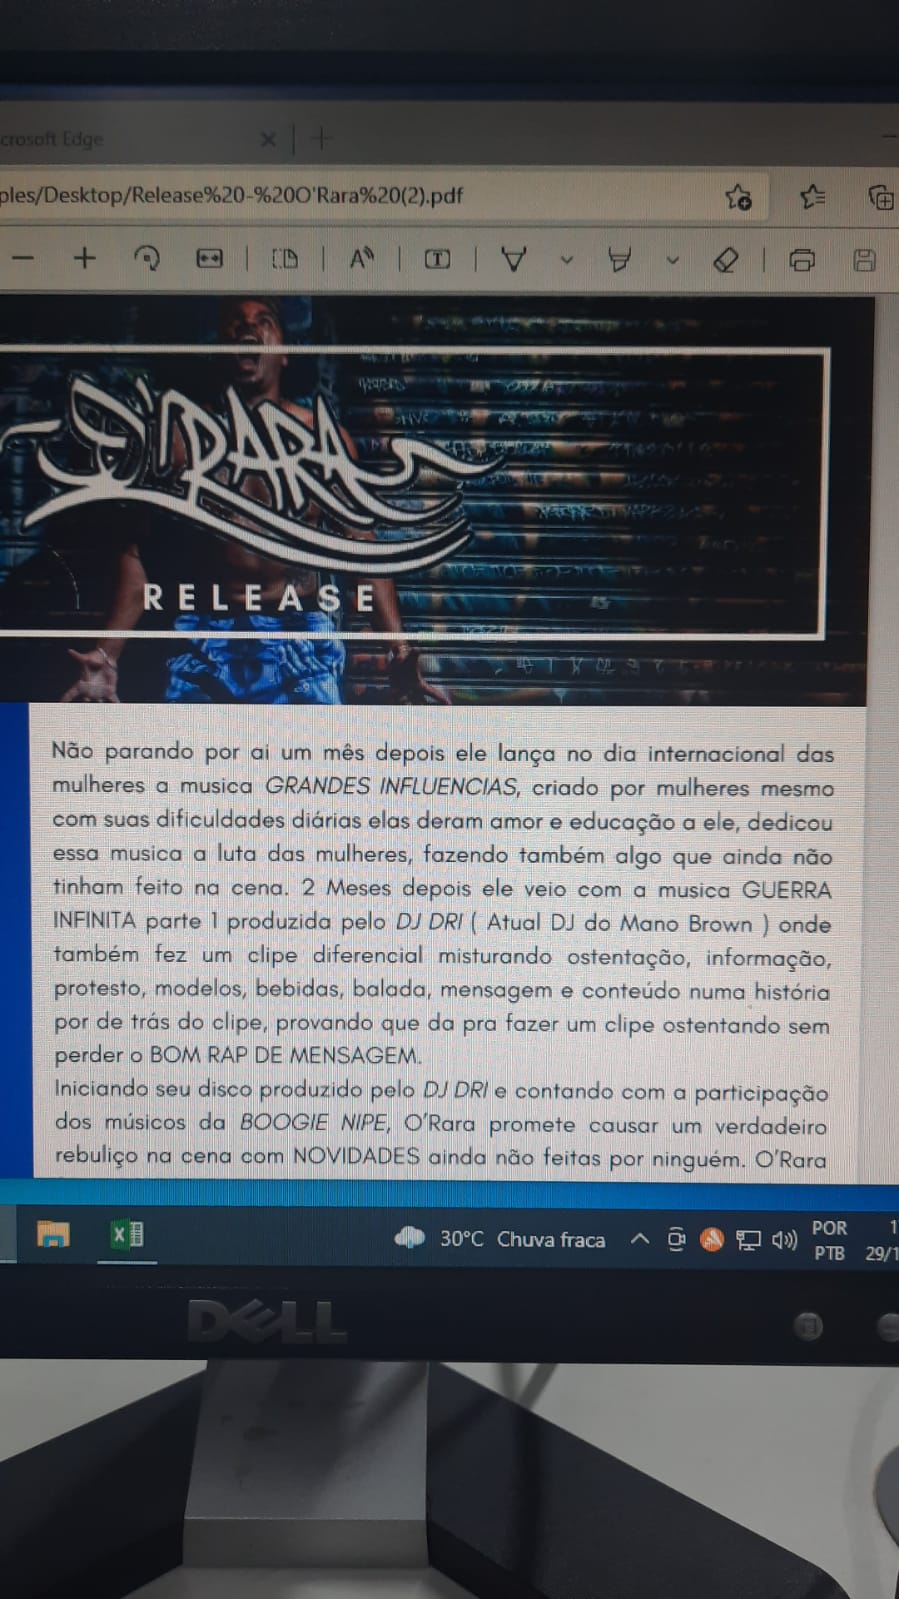 crosoft Edge
ples/Desktop/Release%20-%20O'Rara%20(2).pdf
O'RARA
RELEASE
Não parando por ai um mês depois ele lança no dia internacional das
mulheres a musica GRANDES INFLUENCIAS, criado por mulheres mesmo
com suas dificuldades diárias elas deram amor e educação a ele, dedicou
essa musica a luta das mulheres, fazendo também algo que ainda não
tinham feito na cena. 2 Meses depois ele veio com a musica GUERRA
INFINITA parte 1 produzida pelo DJ DRI ( Atual DJ do Mano Brown ) onde
também fez um clipe diferencial misturando ostentação, informação,
protesto, modelos, bebidas, balada, mensagem e conteúdo numa história
por de trás do clipe, provando que da pra fazer um clipe ostentando sem
perder o BOM RAP DE MENSAGEM.
Iniciando seu disco produzido pelo DJ DRI e contando com a participação
dos músicos da BOOGIE NIPE, O'Rara promete causar um verdadeiro
rebuliço na cena com NOVIDADES ainda não feitas por ninguém. O'Rara
30°C Chuva fraca
POR
PTB
29/1
DELL